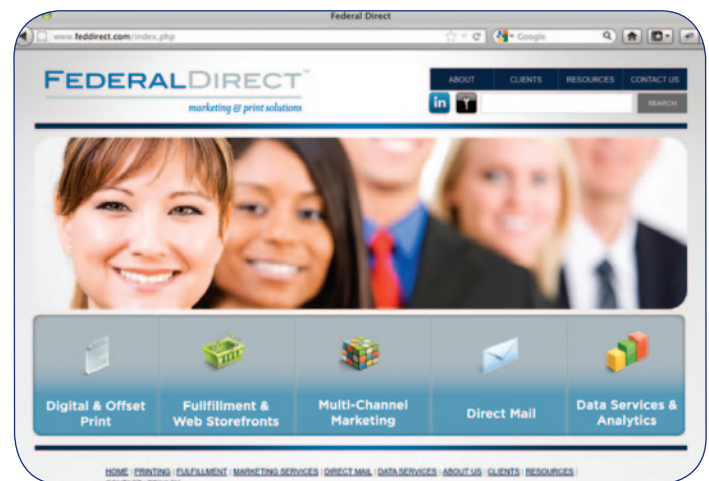 Federal Direct
www.feddirect.com/index.php
Google
FEDERALDIRECT™
marketing & print solutions
ABOUT CLIENTS RESOURCES CONTACT US
in
SEARCH
Digital & Offset
Print
Fullfillment &
Web Storefronts
Multi-Channel
Marketing
Direct Mail
Data Services &
Analytics
HOME | PRINTING | FULFILLMENT | MARKETING SERVICES | DIRECT MAIL | DATA SERVICES | ABOUT US | CLIENTS | RESOURCES |